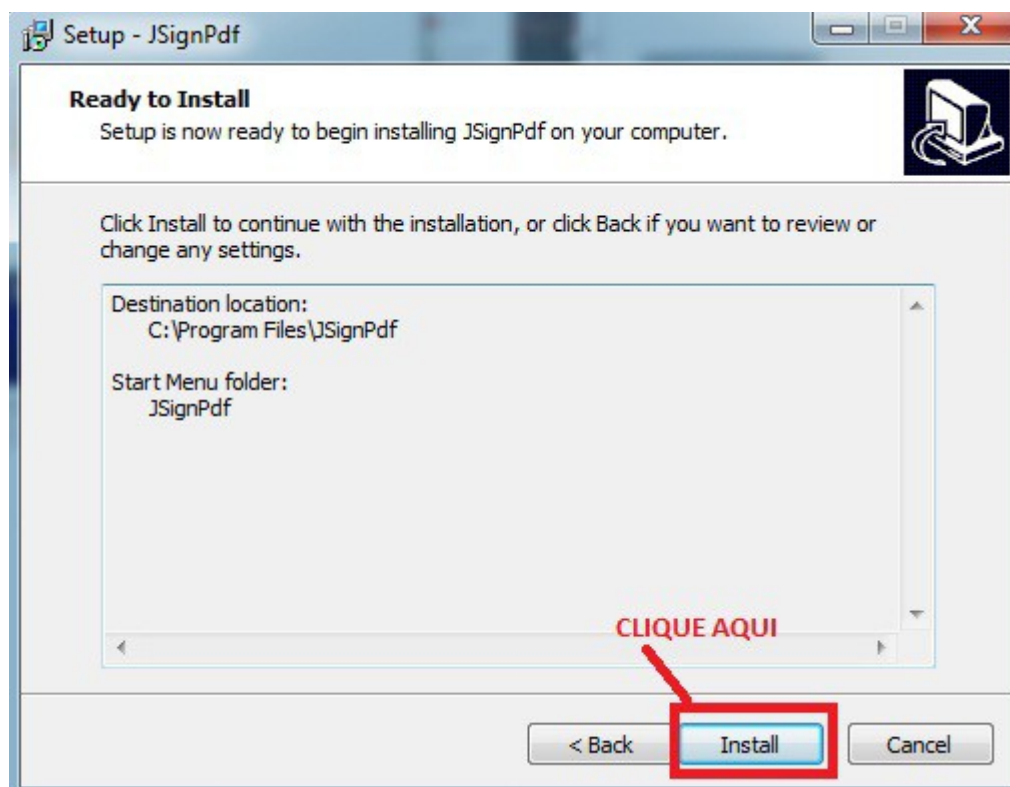 Setup - JSignPdf
Ready to Install
Setup is now ready to begin installing JSignPdf on your computer.
Click Install to continue with the installation, or click Back if you want to review or
change any settings.
Destination location:
C:\Program Files\JSignPdf
Start Menu folder:
JSignPdf
CLIQUE AQUI
< Back Install Cancel